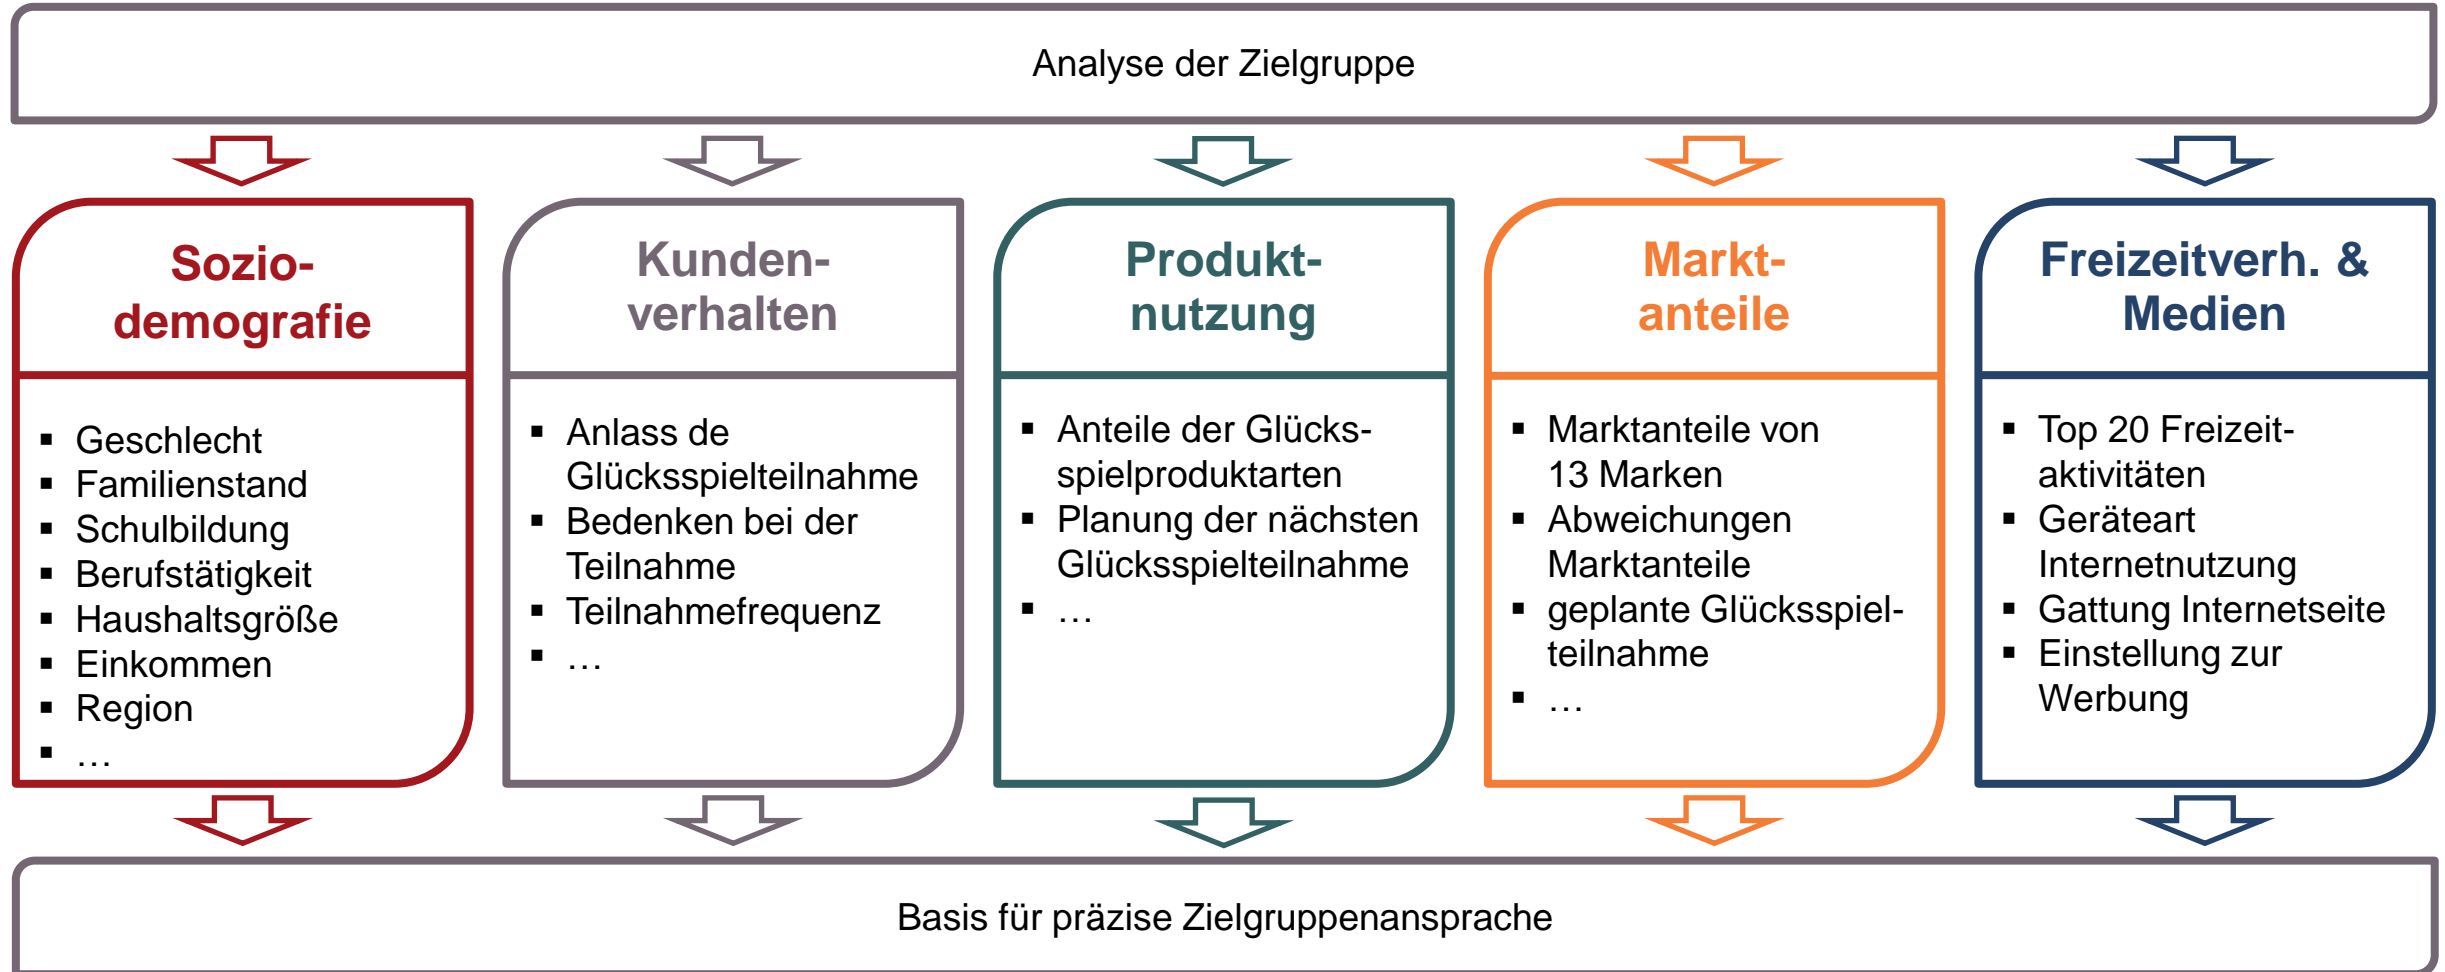 Analyse der Zielgruppe
Sozio-
demografie
▪ Geschlecht
▪ Familienstand
▪ Schulbildung
▪ Berufstätigkeit
▪ Haushaltsgröße
▪ Einkommen
▪ Region
▪ …
Kunden-
verhalten
▪ Anlass de
Glücksspielteilnahme
▪ Bedenken bei der
Teilnahme
▪ Teilnahmefrequenz
▪ …
Produkt-
nutzung
▪ Anteile der Glücks-
spielproduktarten
▪ Planung der nächsten
Glücksspielteilnahme
▪ …
Markt-
anteile
▪ Marktanteile von
13 Marken
▪ Abweichungen
Marktanteile
▪ geplante Glücksspiel-
teilnahme
▪ …
Freizeitverh. &
Medien
▪ Top 20 Freizeit-
aktivitäten
▪ Geräteart
Internetnutzung
▪ Gattung Internetseite
▪ Einstellung zur
Werbung
Basis für präzise Zielgruppenansprache